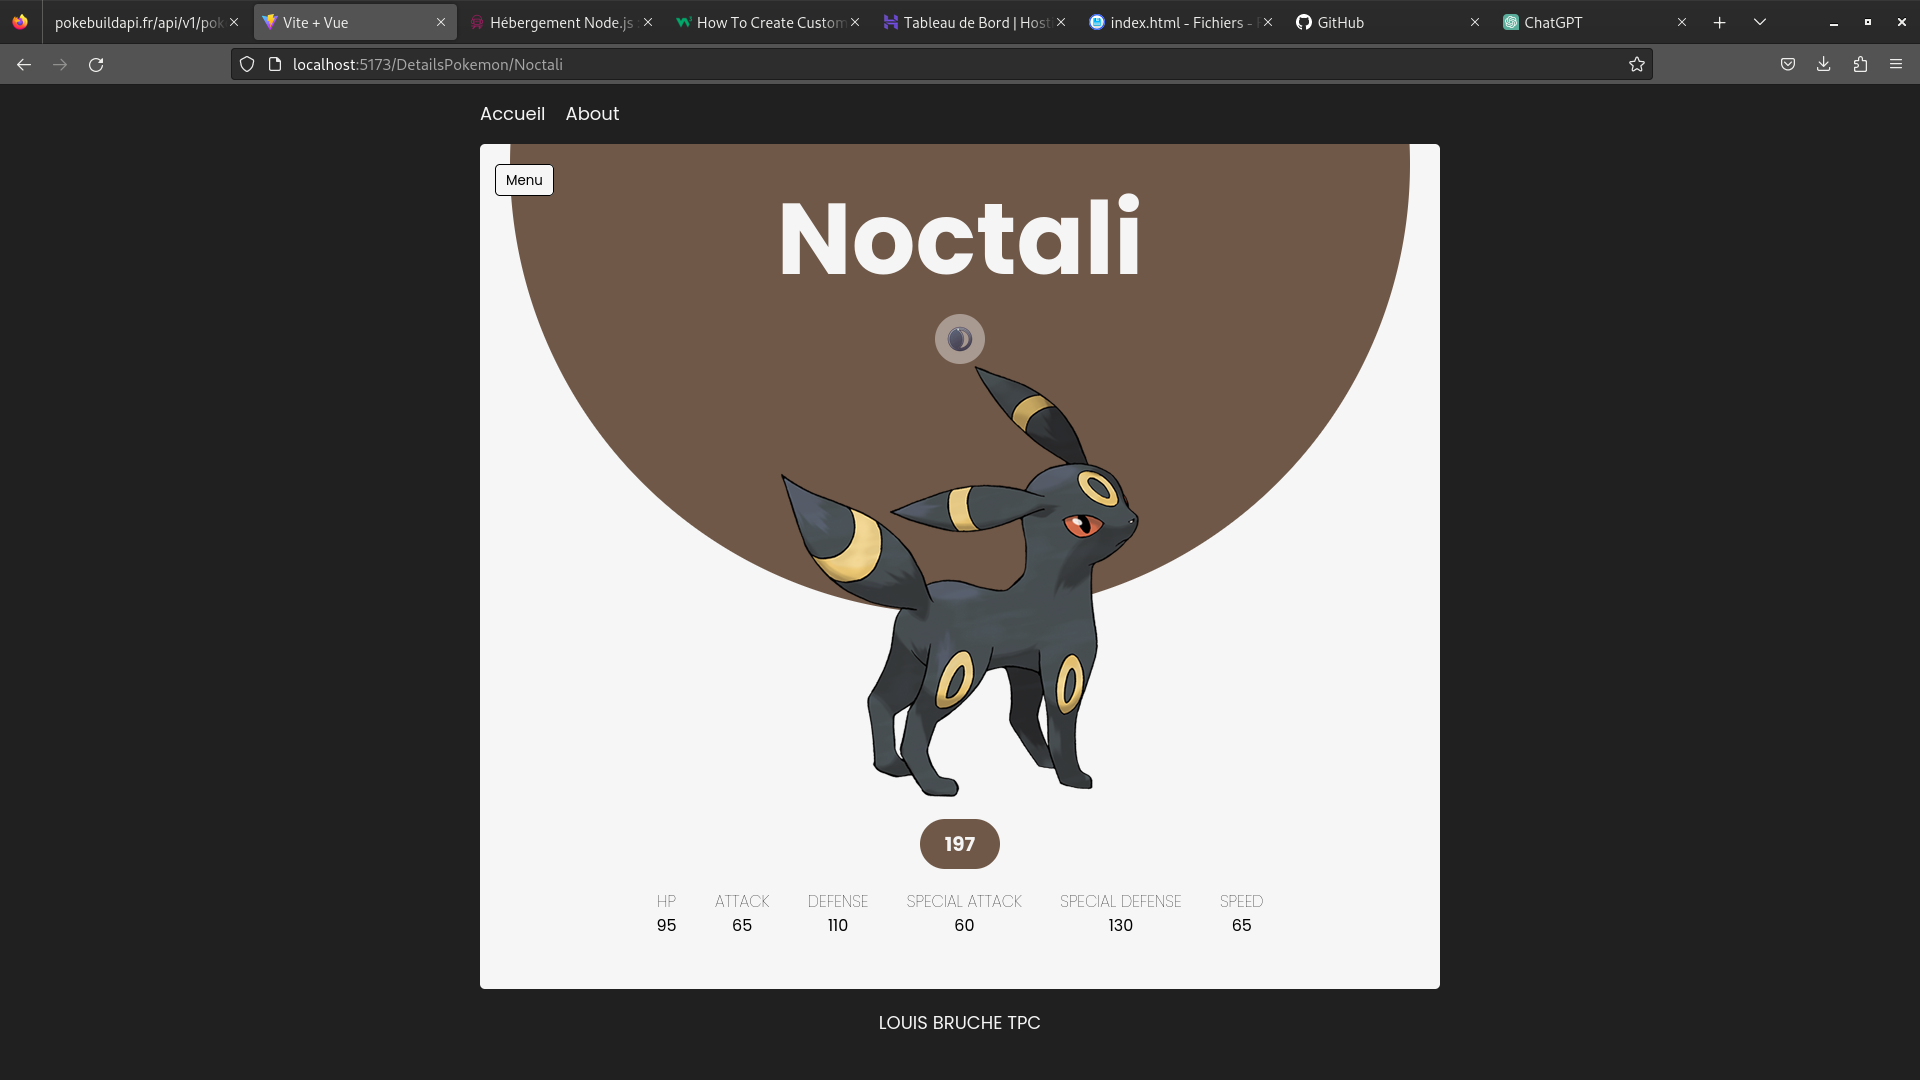 pokebuildapi.fr/api/v1/pok
Vite + Vue
Hébergement Node.js
How To Create Custom
Tableau de Bord | Host
index.html - Fichiers - F
GitHub
ChatGPT
localhost:5173/DetailsPokemon/Noctali
Accueil About
Menu
Noctali
197
HP ATTACK DEFENSE SPECIAL ATTACK SPECIAL DEFENSE SPEED
95 65 110 60 130 65
LOUIS BRUCHE TPC